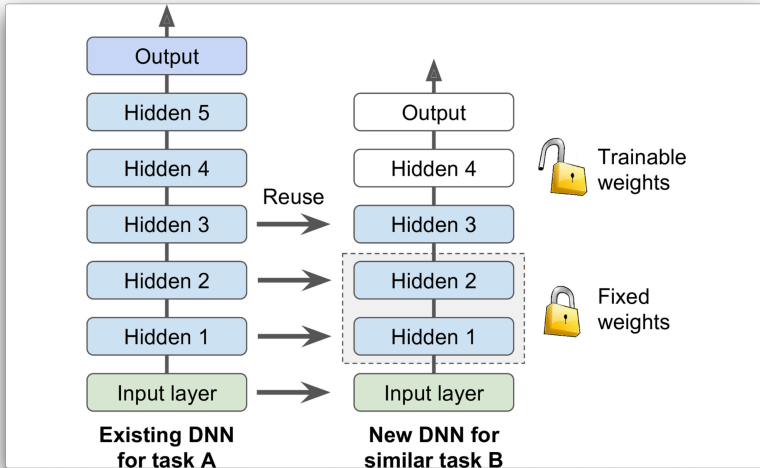 Output
Hidden 5
Hidden 4
Hidden 3
Hidden 2
Hidden 1
Input layer
Existing DNN
for task A
Reuse
Output
Hidden 4
Hidden 3
Hidden 2
Hidden 1
Input layer
New DNN for
similar task B
Trainable
weights
Fixed
weights